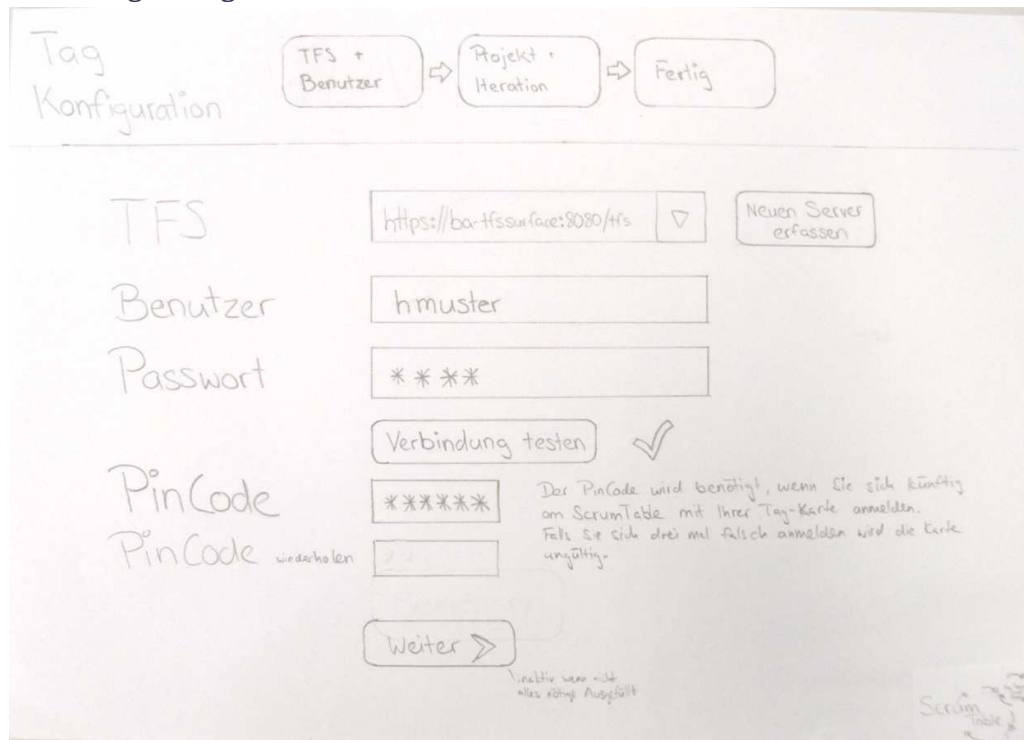 Tag
Konfiguration
TFS +
Benutzer
Projekt +
Iteration
Fertig
TFS
https://ba-tfssurface:8080/tfs
Neuen Server
erfassen
Benutzer
hmuster
Passwort
****
Verbindung testen
PinCode
******
Der PinCode wird benötigt, wenn Sie sich künftig
am ScrumTable mit Ihrer Tag-Karte anmelden.
Falls Sie sich drei mal falsch anmelden wird die Karte
ungültig.
PinCode wiederholen
Weiter
inaktiv wenn nicht
alles nötige Ausgefüllt
Scrum
Table